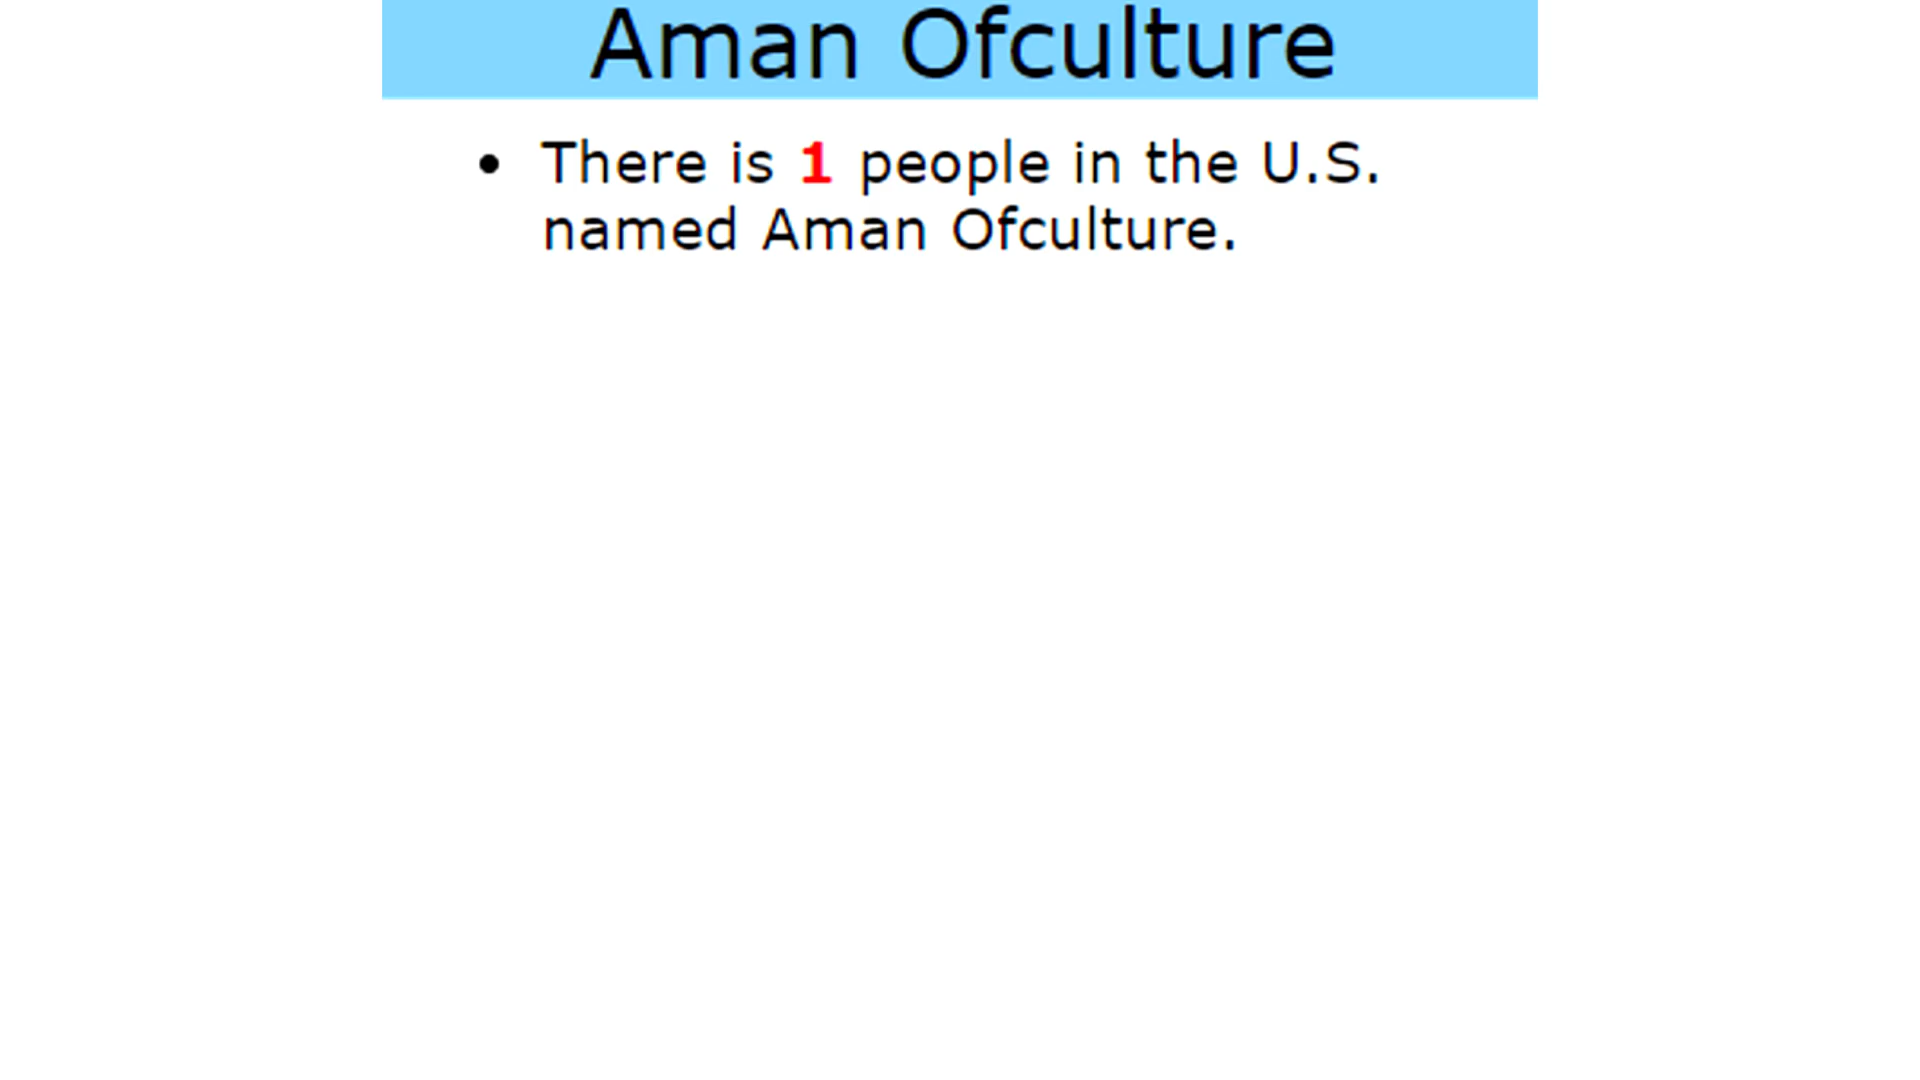 Aman Ofculture
• There is 1 people in the U.S.
named Aman Ofculture.